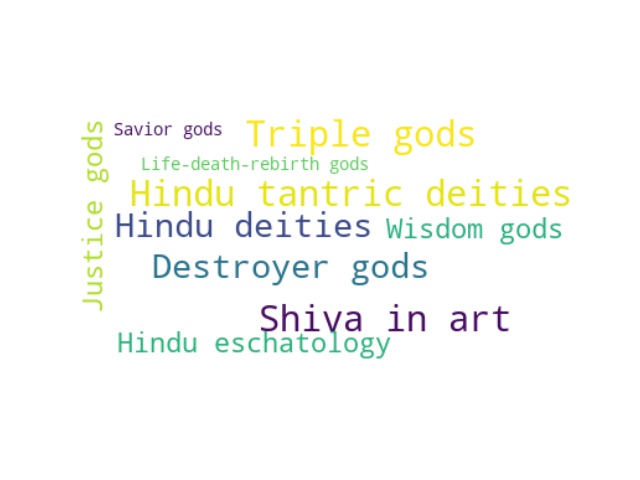 Savior gods
Triple gods
Life-death-rebirth gods
Justice gods
Hindu tantric deities
Hindu deities
Wisdom gods
Destroyer gods
Shiva in art
Hindu eschatology